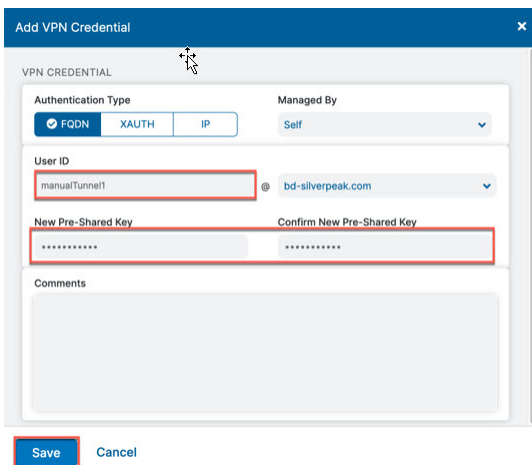 Add VPN Credential ×
VPN CREDENTIAL
Authentication Type Managed By
FQDN XAUTH IP Self
User ID
manualTunnel1 @ bd-silverpeak.com
New Pre-Shared Key Confirm New Pre-Shared Key
••••••••••• •••••••••••
Comments
Save Cancel